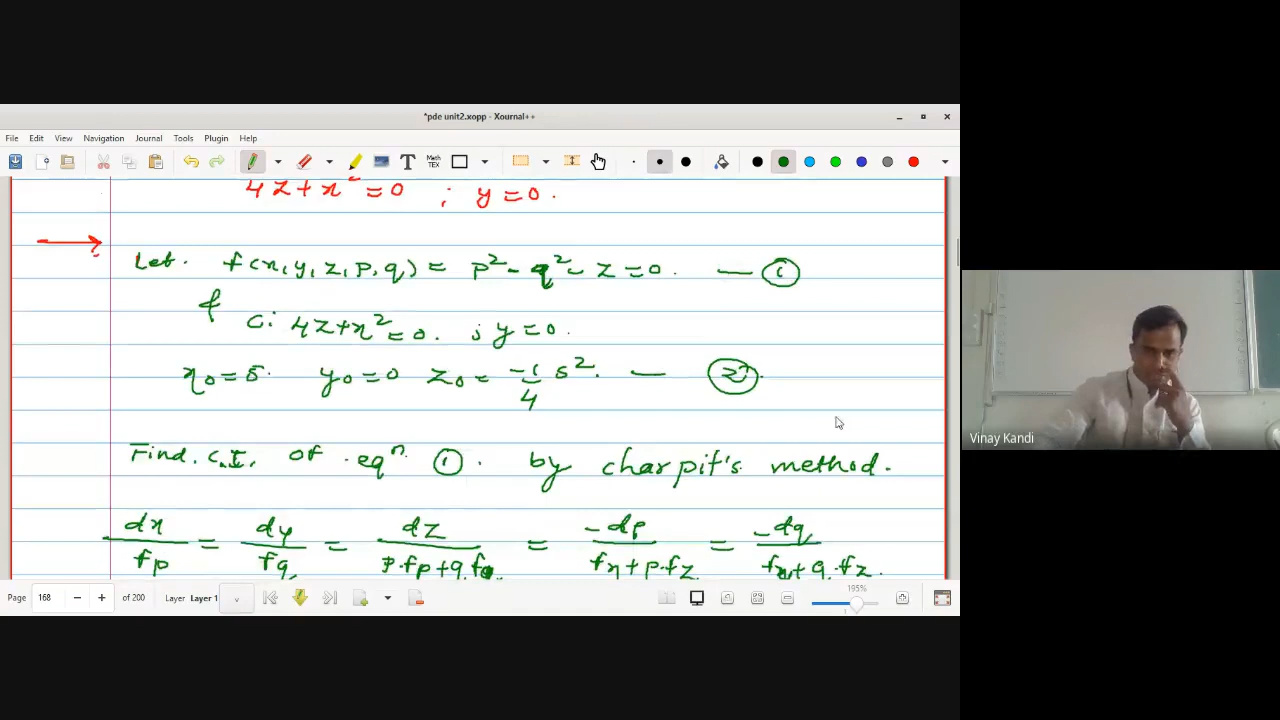 *pde unit2.xopp - Xournal++
File Edit View Navigation Journal Tools Plugin Help
4z + x² = 0 ; y = 0.
Let. f(x, y, z, p, q) = p² - q² - z = 0. — ①
& C: 4z + x² = 0. ; y = 0.
x₀ = s. y₀ = 0 z₀ = -1/4 s². — ②.
Find. C.I. of eqⁿ. ①. by charpit's method.
dx/fp = dy/fq = dz/(p.fp + q.fq) = -dp/(fx + p.fz) = -dq/(fy + q.fz).
Vinay Kandi
Page 168 of 200 Layer Layer 1 195%